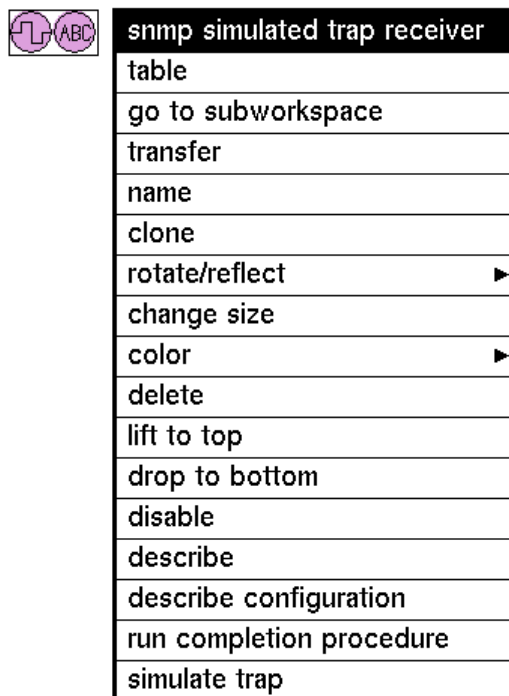 ABC
snmp simulated trap receiver
table
go to subworkspace
transfer
name
clone
rotate/reflect
change size
color
delete
lift to top
drop to bottom
disable
describe
describe configuration
run completion procedure
simulate trap